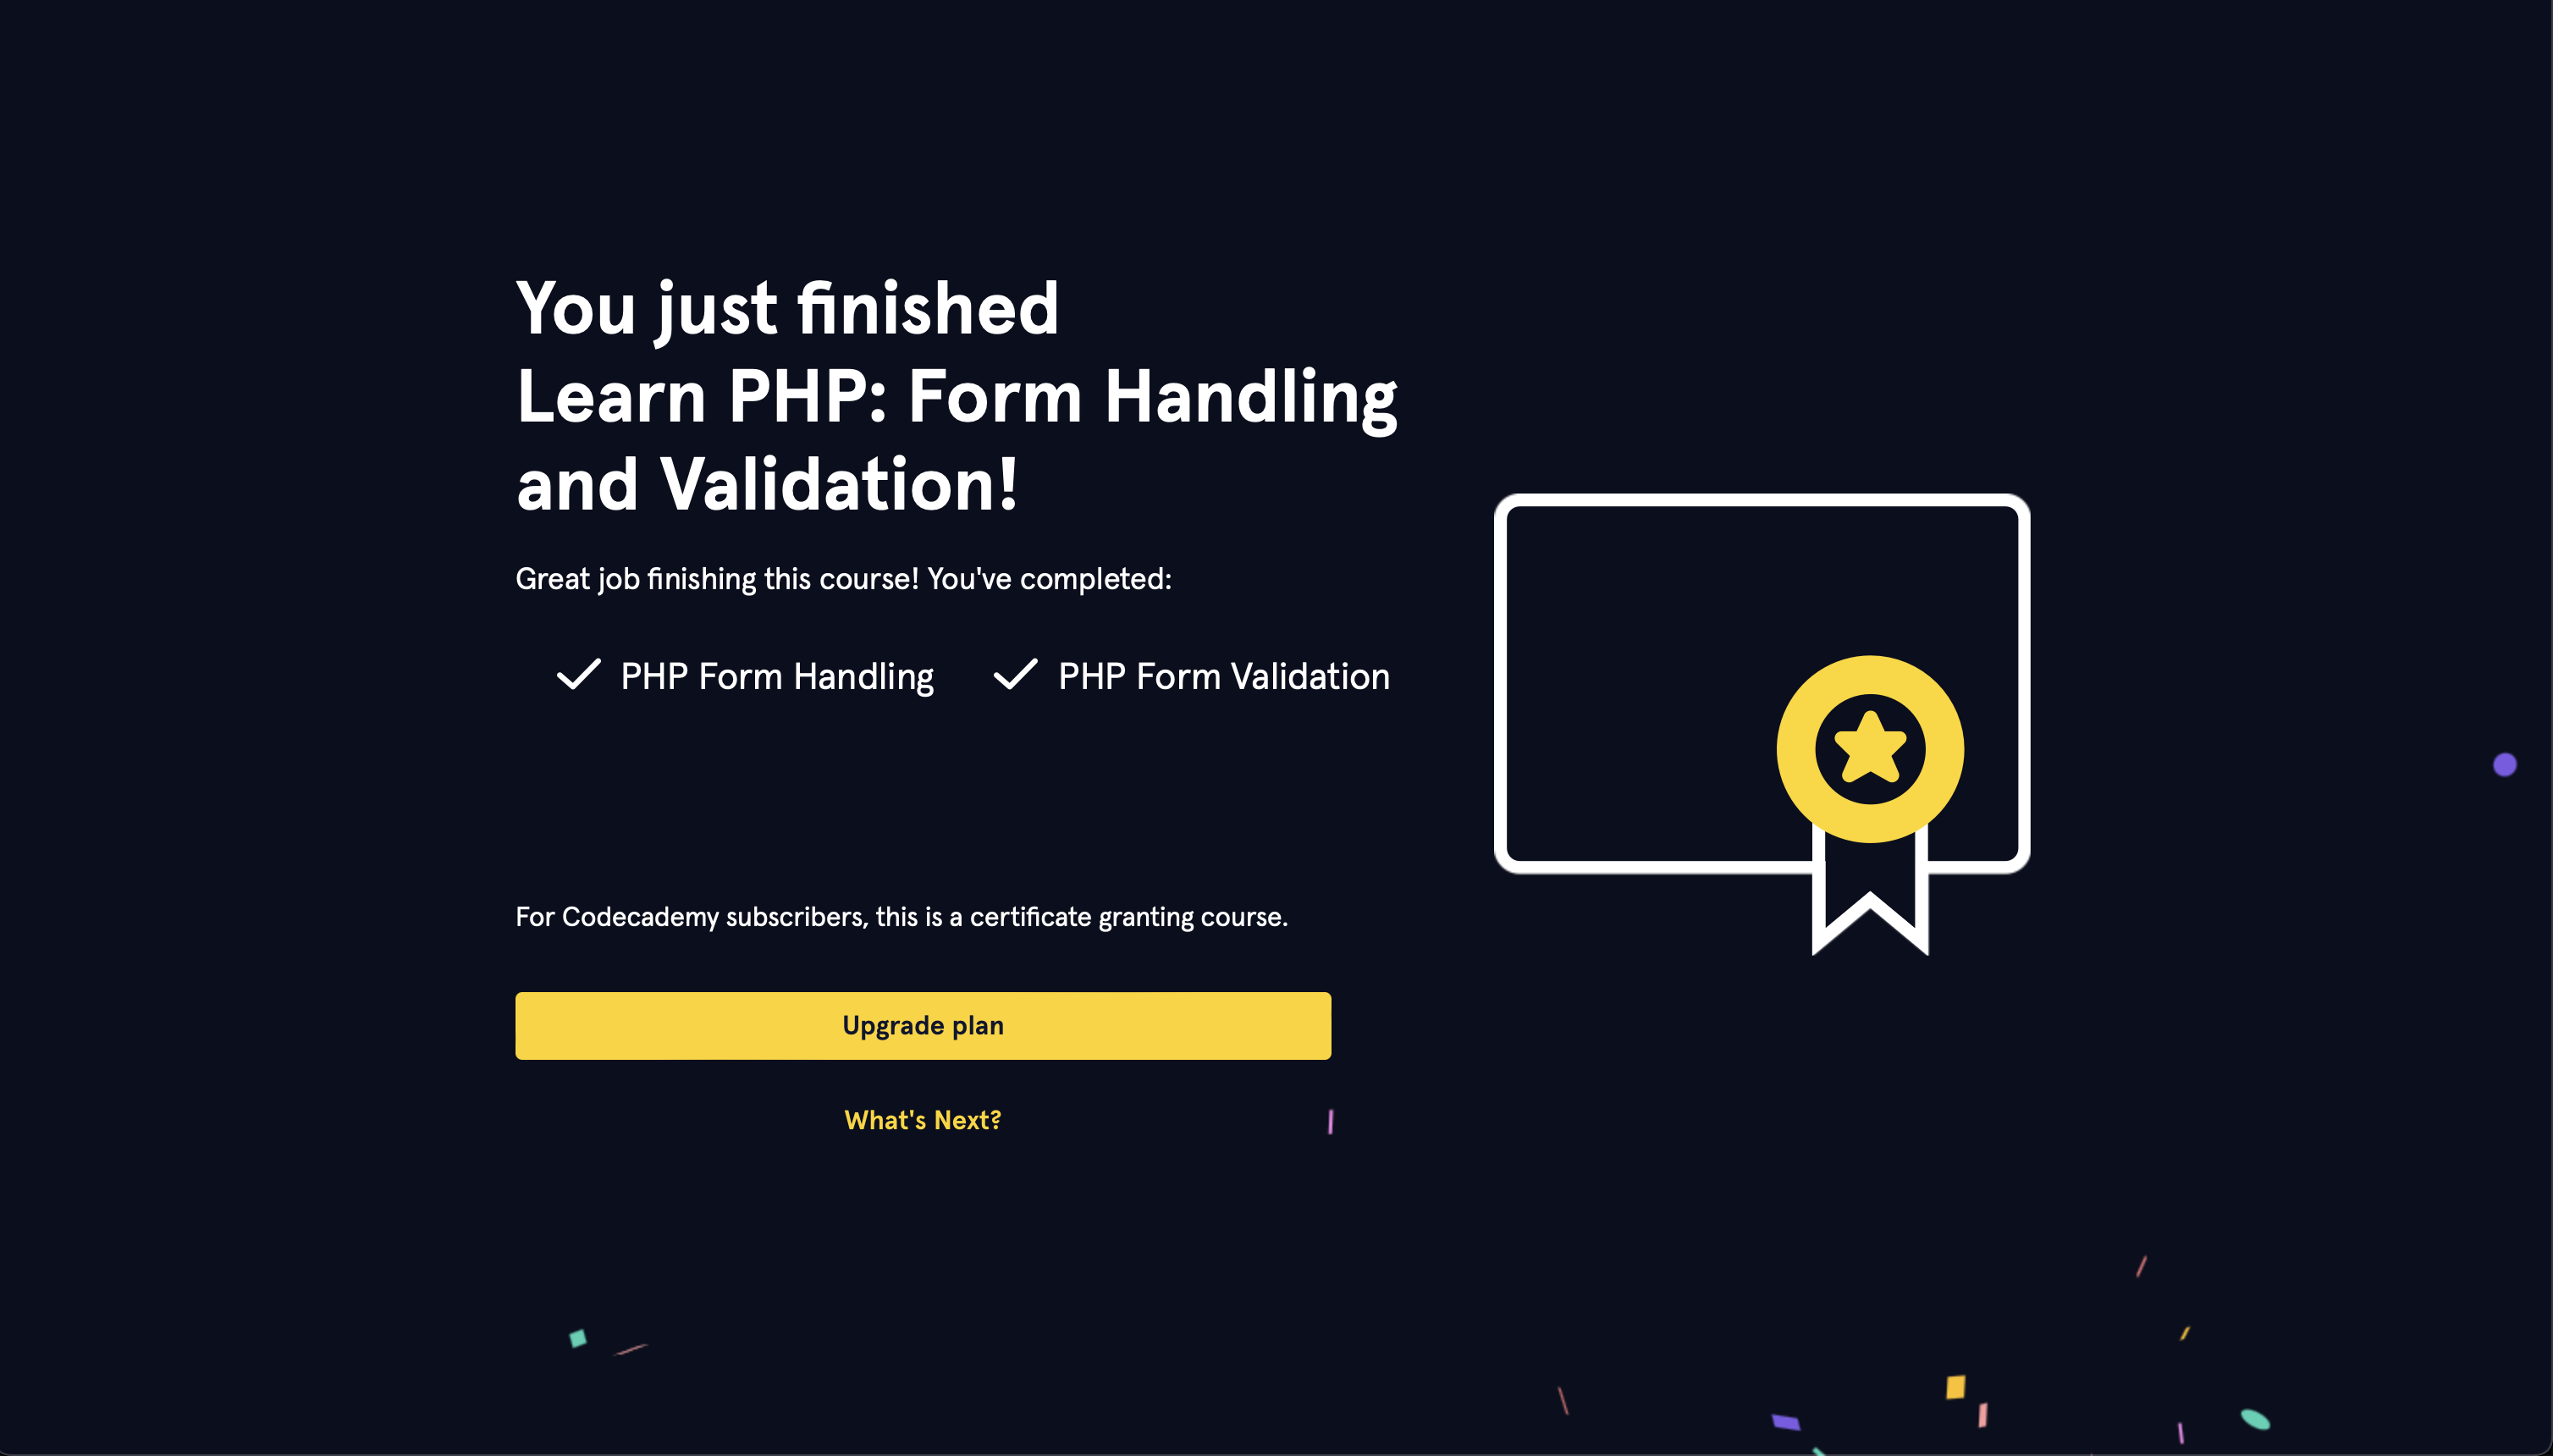 You just finished
Learn PHP: Form Handling
and Validation!
Great job finishing this course! You've completed:
PHP Form Handling PHP Form Validation
For Codecademy subscribers, this is a certificate granting course.
Upgrade plan
What's Next?